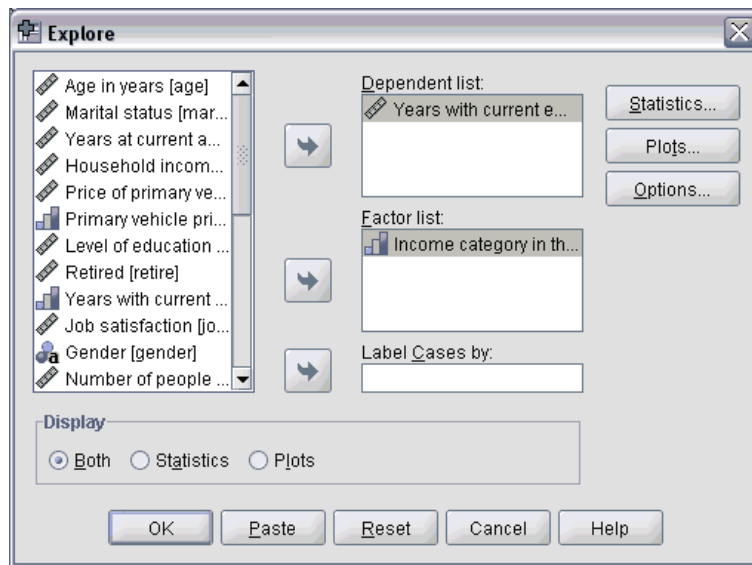 Explore
Age in years [age]
Marital status [mar...
Years at current a...
Household incom...
Price of primary ve...
Primary vehicle pri...
Level of education ...
Retired [retire]
Years with current ...
Job satisfaction [jo...
Gender [gender]
Number of people ...
Dependent list:
Years with current e...
Factor list:
Income category in th...
Label Cases by:
Statistics...
Plots...
Options...
Display
Both
Statistics
Plots
OK
Paste
Reset
Cancel
Help